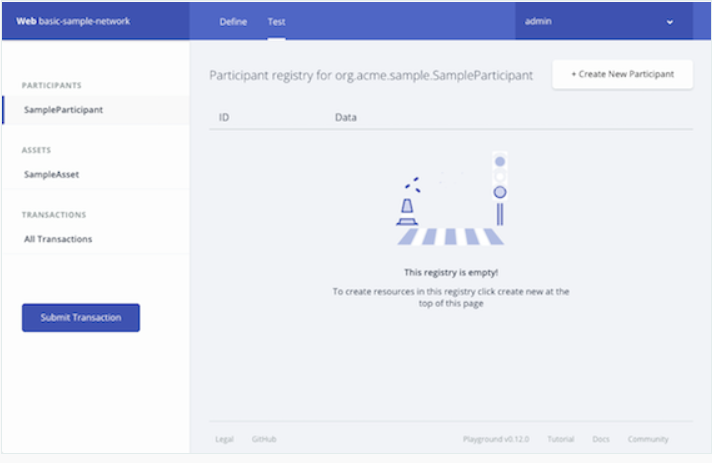 Web basic-sample-network
Define
Test
admin
PARTICIPANTS
SampleParticipant
ASSETS
SampleAsset
TRANSACTIONS
All Transactions
Submit Transaction
Participant registry for org.acme.sample.SampleParticipant
+ Create New Participant
ID
Data
This registry is empty!
To create resources in this registry click create new at the
top of this page
Legal
GitHub
Playground v0.12.0
Tutorial
Docs
Community